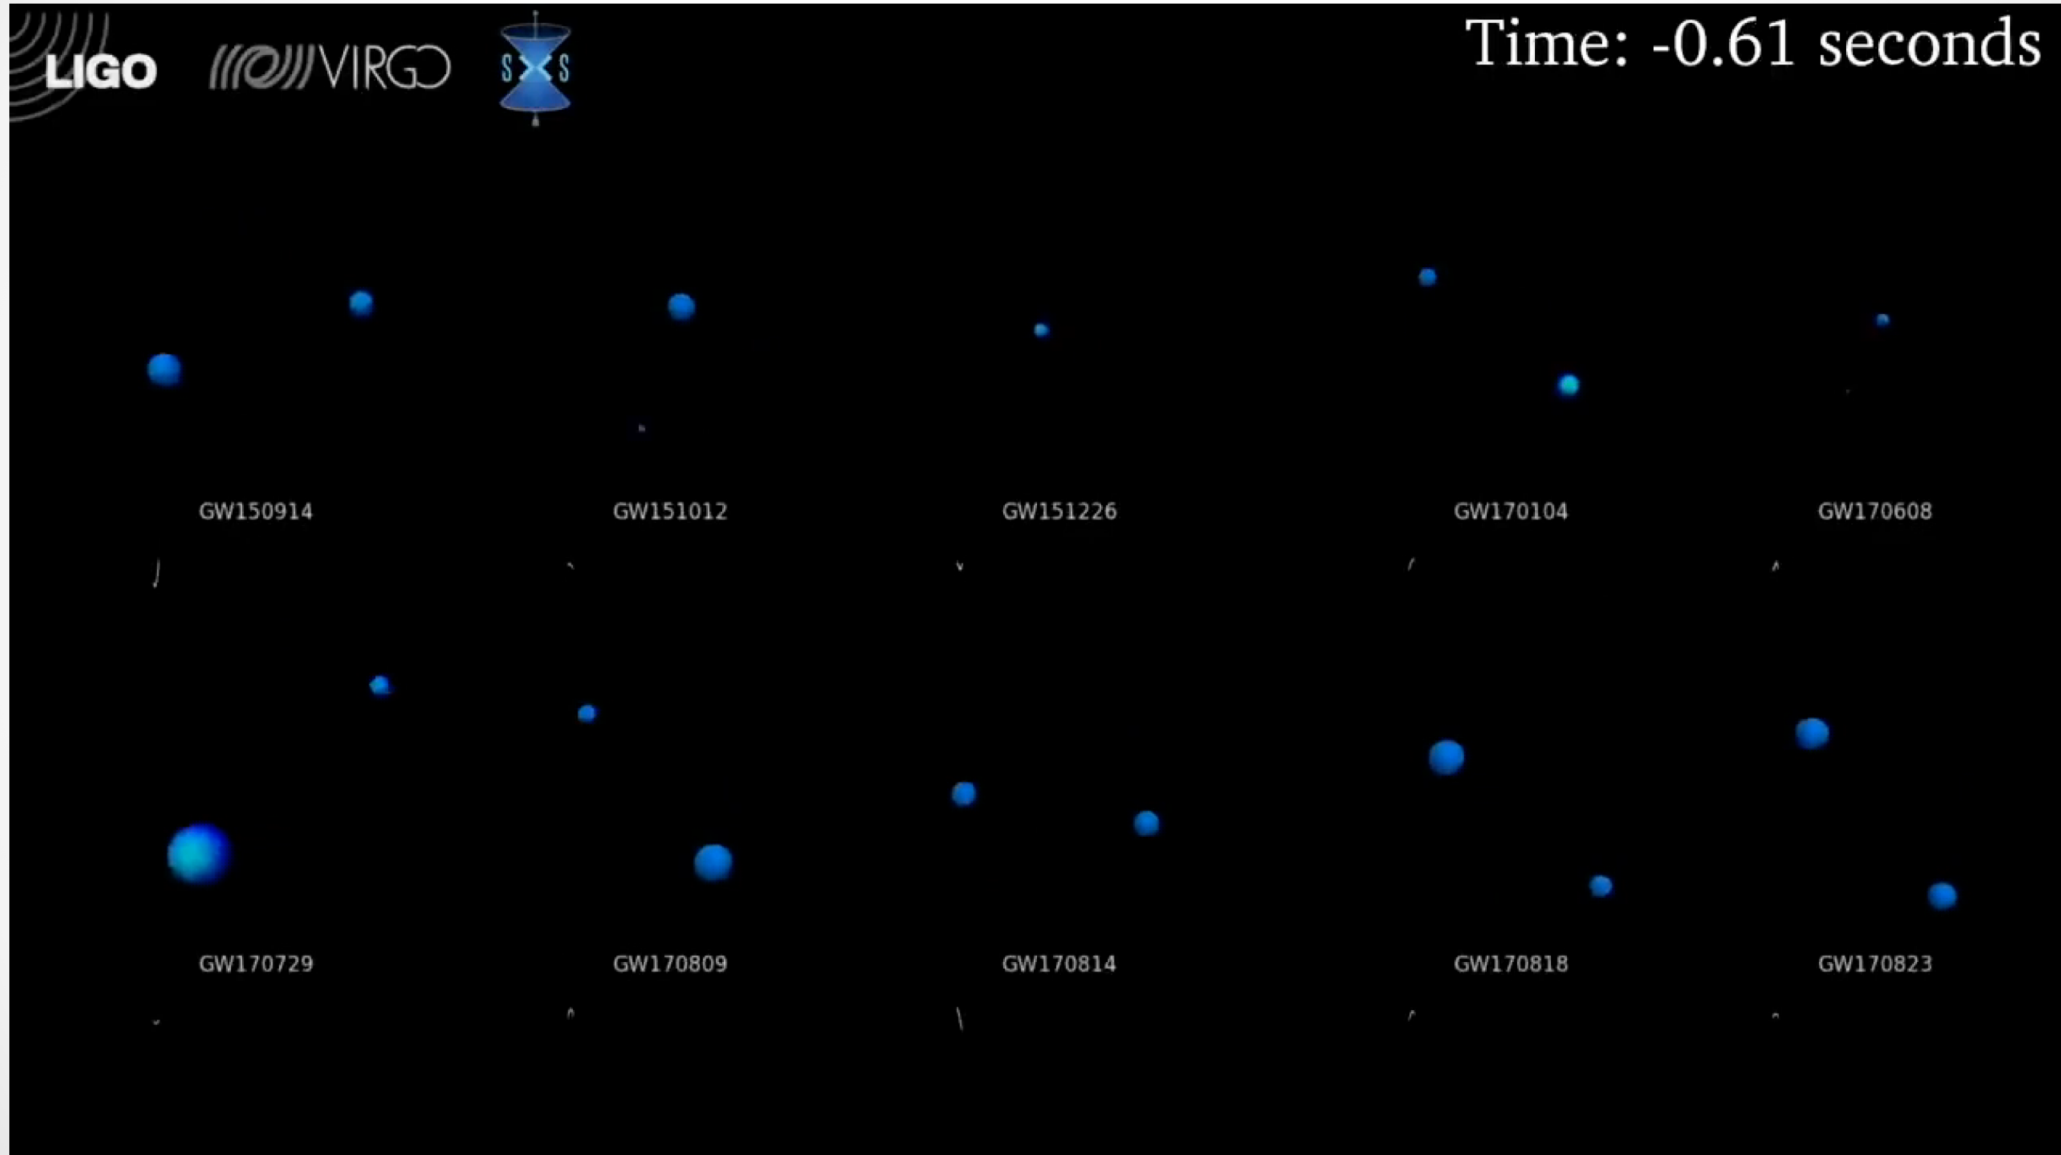 LIGO
VIRGO
SXS
Time: -0.61 seconds
GW150914 GW151012 GW151226 GW170104 GW170608
GW170729 GW170809 GW170814 GW170818 GW170823